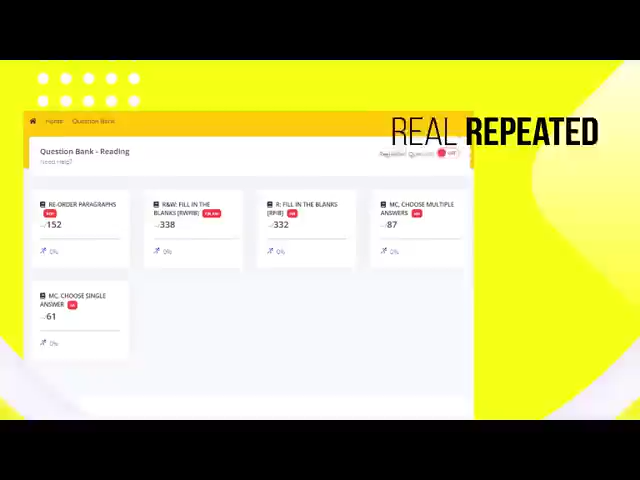 Home Question Bank
REAL REPEATED
Question Bank - Reading
Need Help?
RE-ORDER PARAGRAPHS
152
0%
R&W: FILL IN THE
BLANKS [RWFIB]
338
0%
R: FILL IN THE BLANKS
[RFIB]
332
0%
MC, CHOOSE MULTIPLE
ANSWERS
87
0%
MC, CHOOSE SINGLE
ANSWER
61
0%